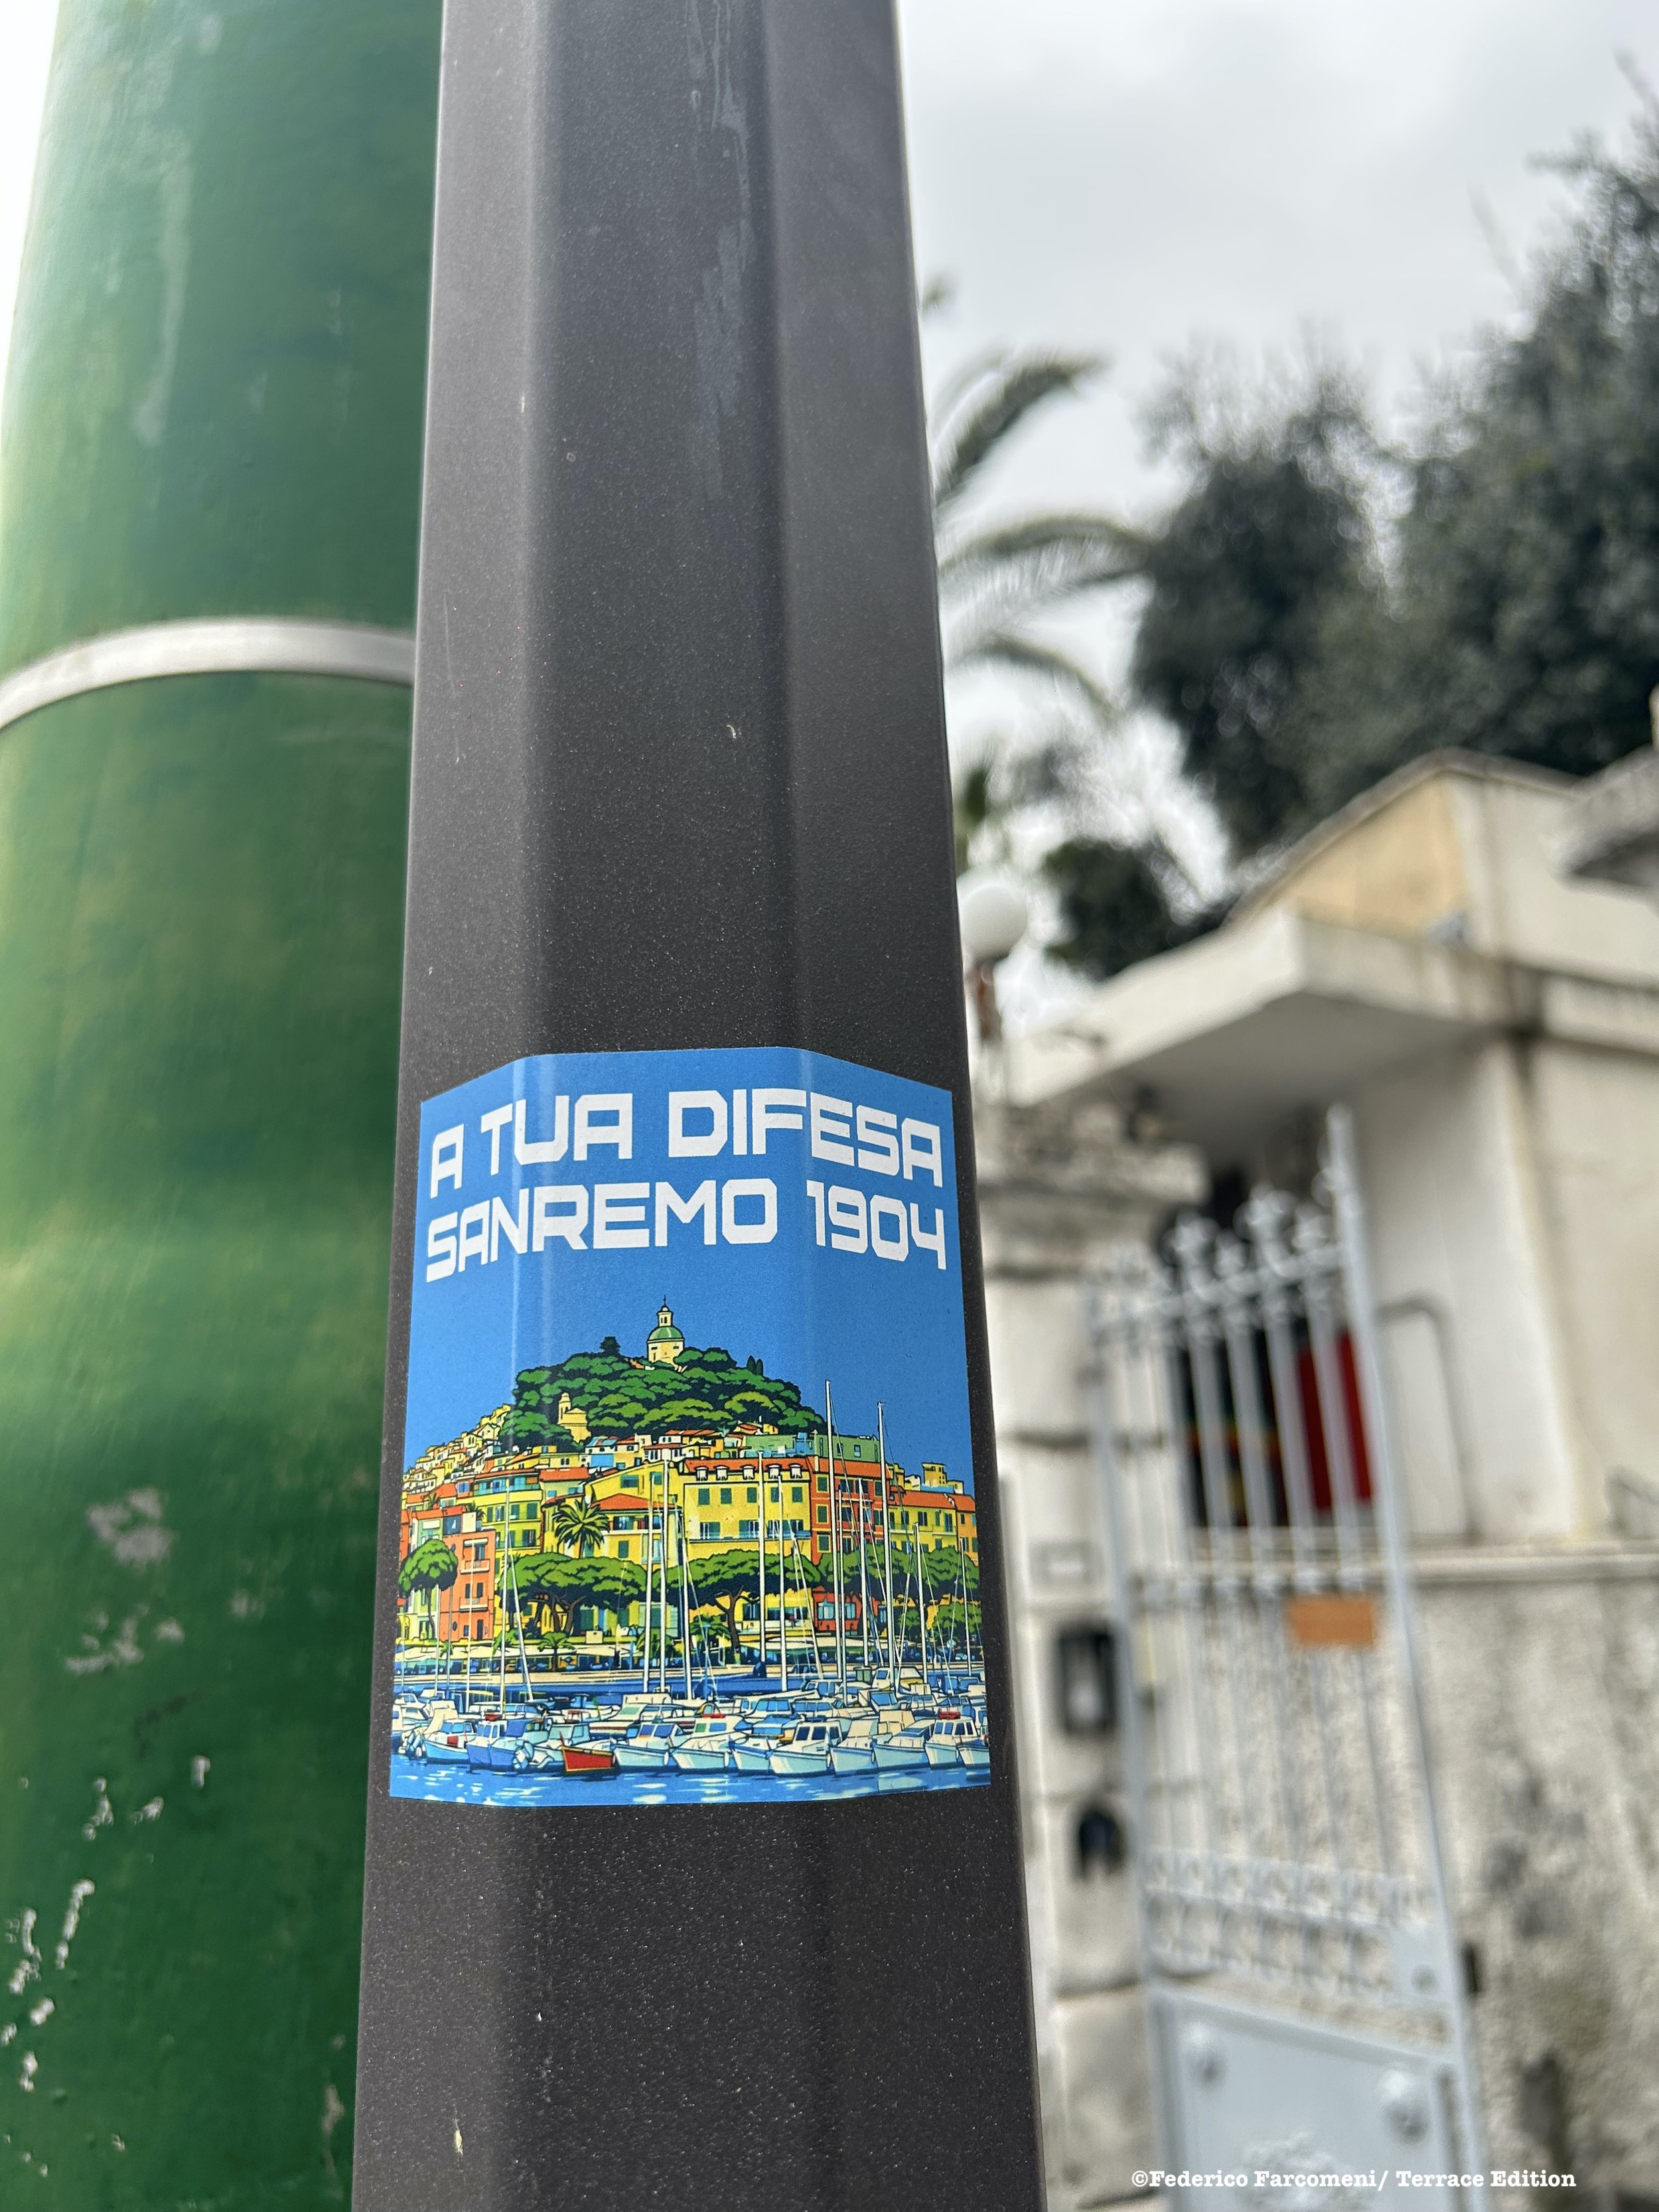 A TUA DIFESA
SANREMO 1904
©Federico Farcomeni/ Terrace Edition